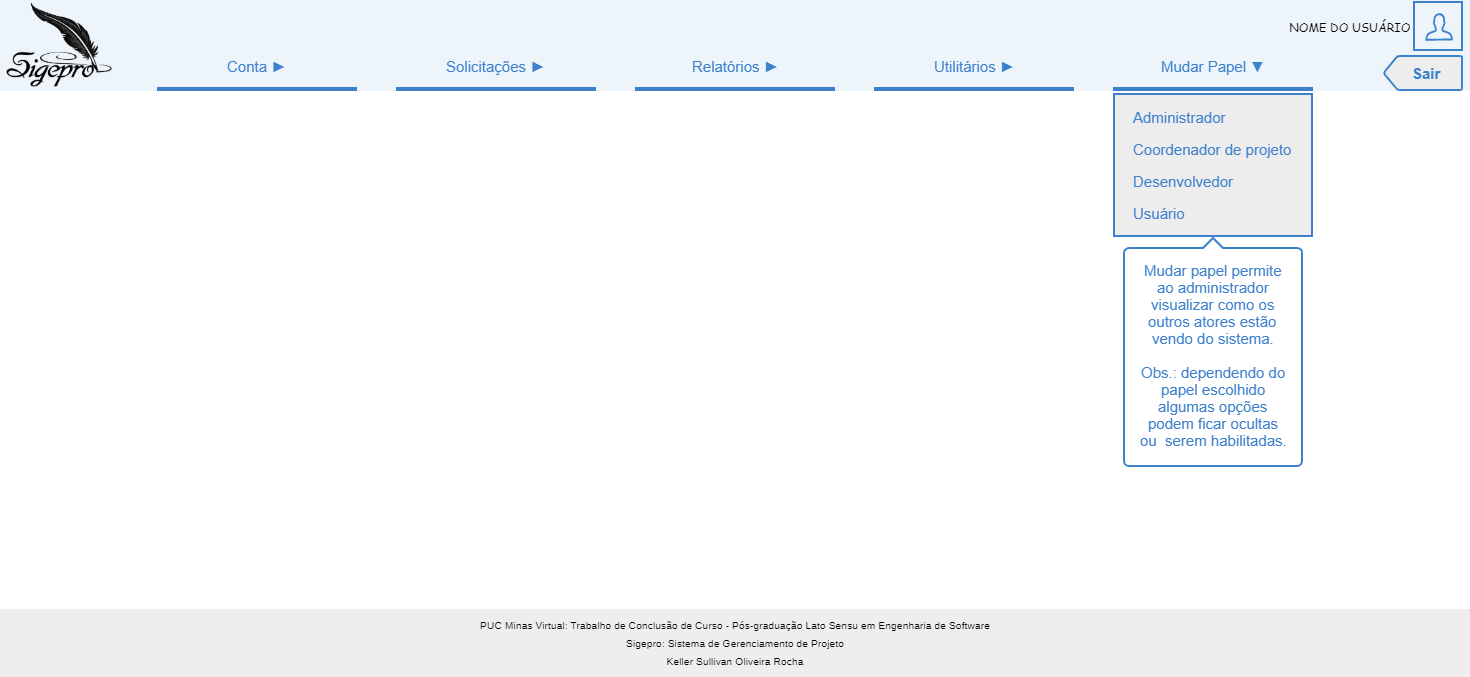 NOME DO USUÁRIO
Sigepro
Conta ►
Solicitações ►
Relatórios ►
Utilitários ►
Mudar Papel ▼
Sair
Administrador
Coordenador de projeto
Desenvolvedor
Usuário
Mudar papel permite
ao administrador
visualizar como os
outros atores estão
vendo do sistema.
Obs.: dependendo do
papel escolhido
algumas opções
podem ficar ocultas
ou  serem habilitadas.
PUC Minas Virtual: Trabalho de Conclusão de Curso - Pós-graduação Lato Sensu em Engenharia de Software
Sigepro: Sistema de Gerenciamento de Projeto
Keller Sullivan Oliveira Rocha